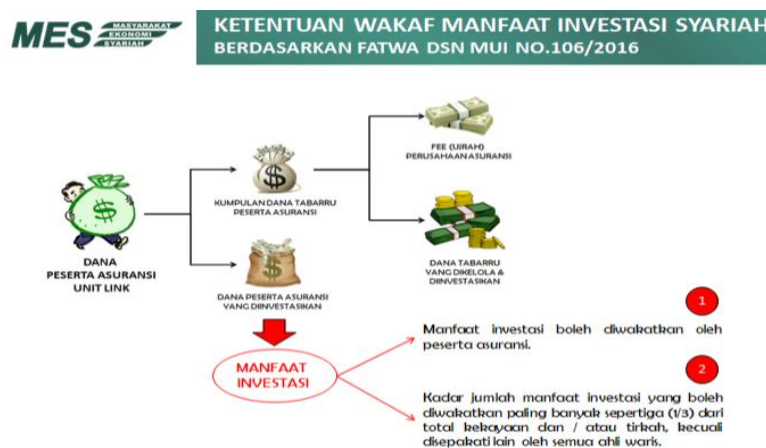 MES MASYARAKAT
EKONOMI
SYARIAH
KETENTUAN WAKAF MANFAAT INVESTASI SYARIAH
BERDASARKAN FATWA DSN MUI NO.106/2016
FEE (UJRAH)
PERUSAHAAN ASURANSI
KUMPULAN DANA TABARRU
PESERTA ASURANSI
DANA
PESERTA ASURANSI
UNIT LINK
DANA TABARRU
YANG DIKELOLA &
DIINVESTASIKAN
DANA PESERTA ASURANSI
YANG DIINVESTASIKAN
1
Manfaat investasi boleh diwakafkan oleh
peserta asuransi.
MANFAAT
INVESTASI
2
Kadar jumlah manfaat investasi yang boleh
diwakafkan paling banyak sepertiga (1/3) dari
total kekayaan dan / atau tirkah, kecuali
disepakati lain oleh semua ahli waris.